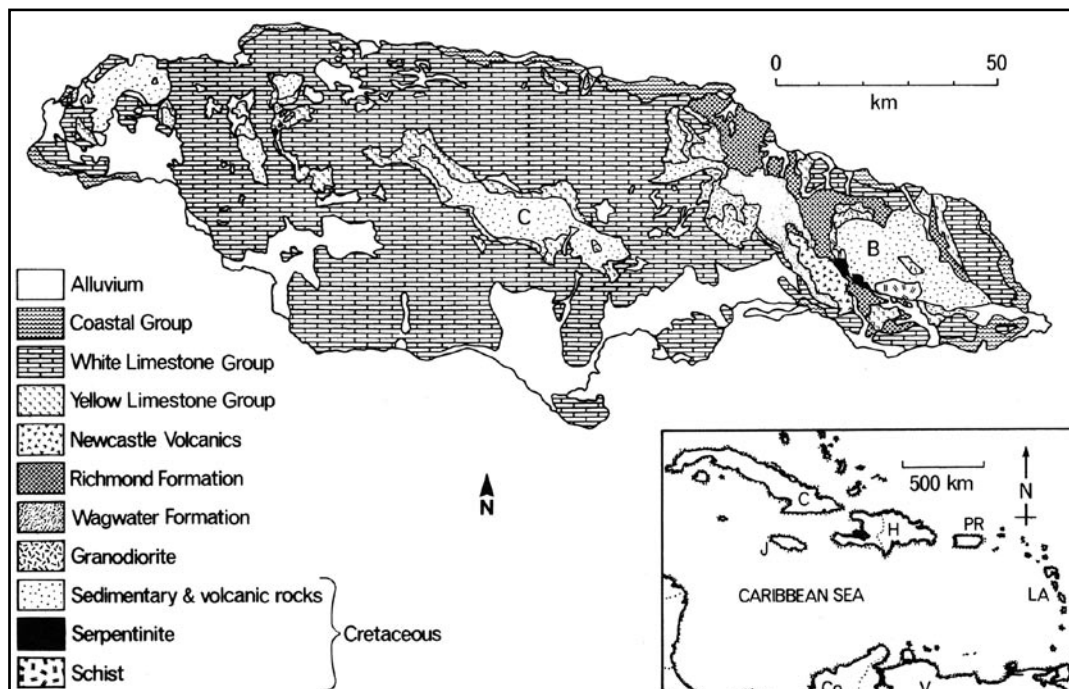 0 50
km
C
B
Alluvium
Coastal Group
White Limestone Group
Yellow Limestone Group
Newcastle Volcanics
Richmond Formation
Wagwater Formation
Granodiorite
Sedimentary & volcanic rocks
Serpentinite
Schist
Cretaceous
N
500 km
N
C
H
PR
J
CARIBBEAN SEA
LA
Co
V